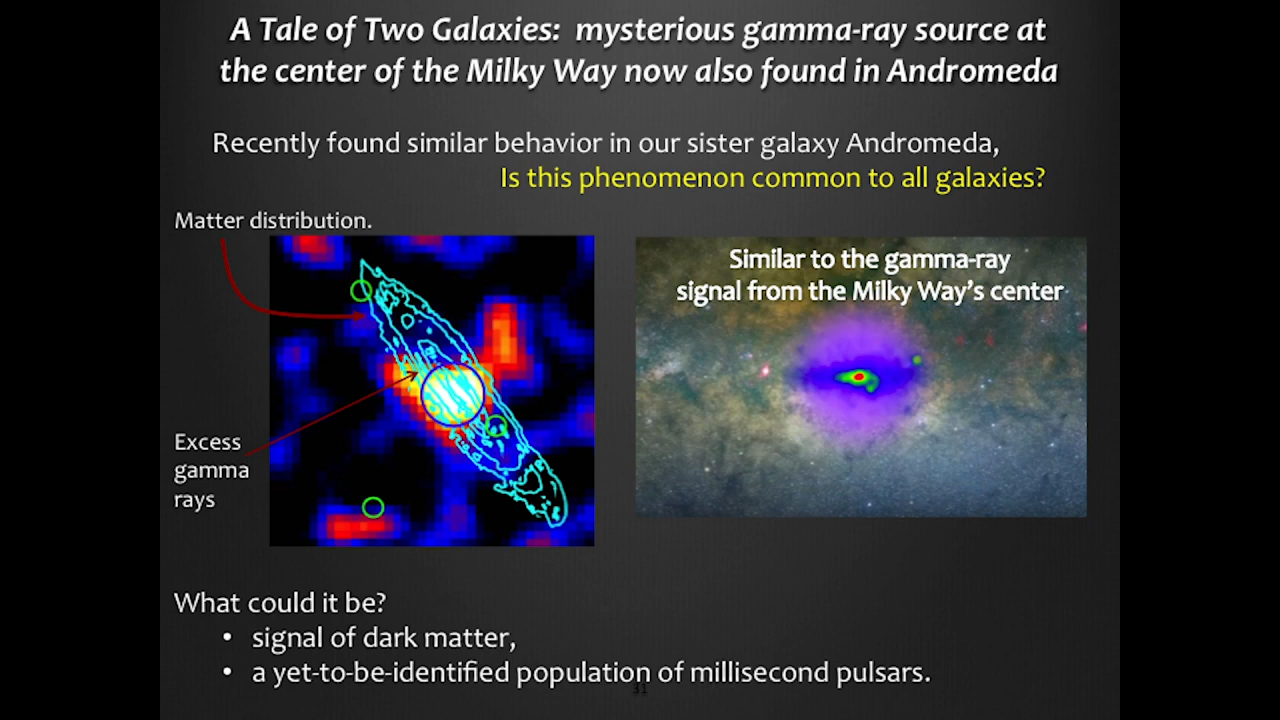 A Tale of Two Galaxies: mysterious gamma-ray source at
the center of the Milky Way now also found in Andromeda
Recently found similar behavior in our sister galaxy Andromeda,
Is this phenomenon common to all galaxies?
Matter distribution.
Similar to the gamma-ray
signal from the Milky Way's center
Excess
gamma
rays
What could it be?
• signal of dark matter,
• a yet-to-be-identified population of millisecond pulsars.
31